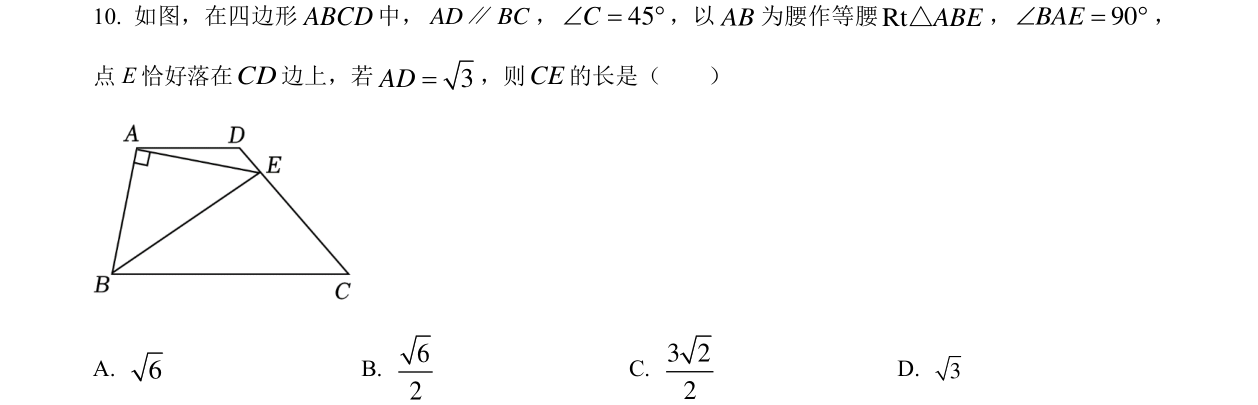 10. 如图，在四边形 ABCD 中， AD∥BC ， ∠C=45° ，以 AB 为腰作等腰Rt△ABE ， ∠BAE=90° ，
点 E 恰好落在 CD 边上，若 AD=√3 ，则 CE 的长是（ ）
A D
E
B
C
A. √6 B. √6/2 C. 3√2/2 D. √3